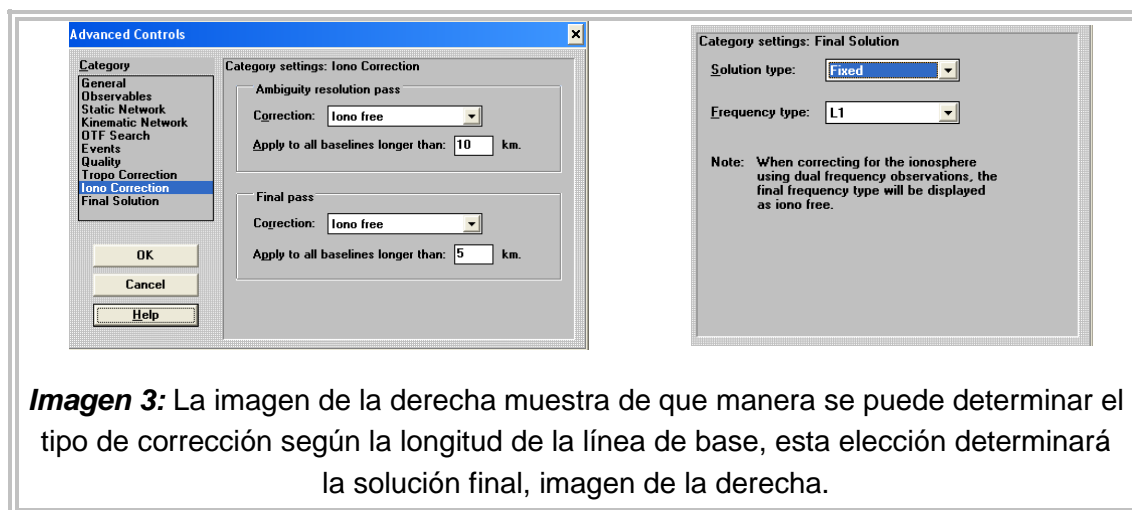 Advanced Controls
Category
General
Observables
Static Network
Kinematic Network
OTF Search
Events
Quality
Tropo Correction
Iono Correction
Final Solution
OK
Cancel
Help
Category settings: Iono Correction
Ambiguity resolution pass
Correction: Iono free
Apply to all baselines longer than: 10 km.
Final pass
Correction: Iono free
Apply to all baselines longer than: 5 km.
Category settings: Final Solution
Solution type: Fixed
Frequency type: L1
Note: When correcting for the ionosphere
using dual frequency observations, the
final frequency type will be displayed
as iono free.
Imagen 3: La imagen de la derecha muestra de que manera se puede determinar el
tipo de corrección según la longitud de la línea de base, esta elección determinará
la solución final, imagen de la derecha.